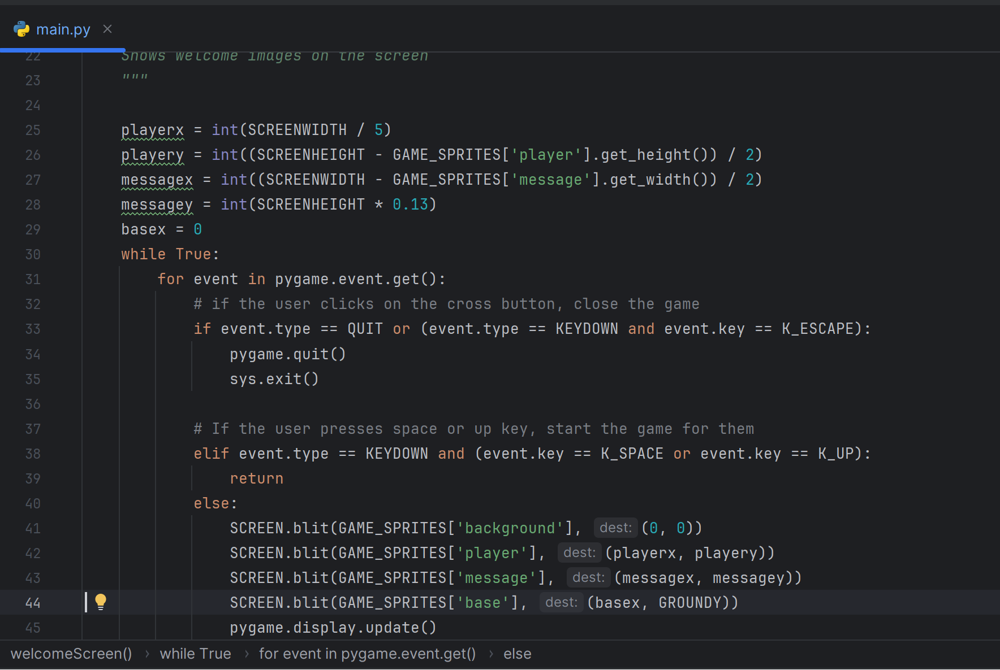 main.py
22 Shows welcome images on the screen
23 """
24
25 playerx = int(SCREENWIDTH / 5)
26 playery = int((SCREENHEIGHT - GAME_SPRITES['player'].get_height()) / 2)
27 messagex = int((SCREENWIDTH - GAME_SPRITES['message'].get_width()) / 2)
28 messagey = int(SCREENHEIGHT * 0.13)
29 basex = 0
30 while True:
31 for event in pygame.event.get():
32 # if the user clicks on the cross button, close the game
33 if event.type == QUIT or (event.type == KEYDOWN and event.key == K_ESCAPE):
34 pygame.quit()
35 sys.exit()
36
37 # If the user presses space or up key, start the game for them
38 elif event.type == KEYDOWN and (event.key == K_SPACE or event.key == K_UP):
39 return
40 else:
41 SCREEN.blit(GAME_SPRITES['background'], dest: (0, 0))
42 SCREEN.blit(GAME_SPRITES['player'], dest: (playerx, playery))
43 SCREEN.blit(GAME_SPRITES['message'], dest: (messagex, messagey))
44 SCREEN.blit(GAME_SPRITES['base'], dest: (basex, GROUNDY))
45 pygame.display.update()
welcomeScreen() › while True › for event in pygame.event.get() › else